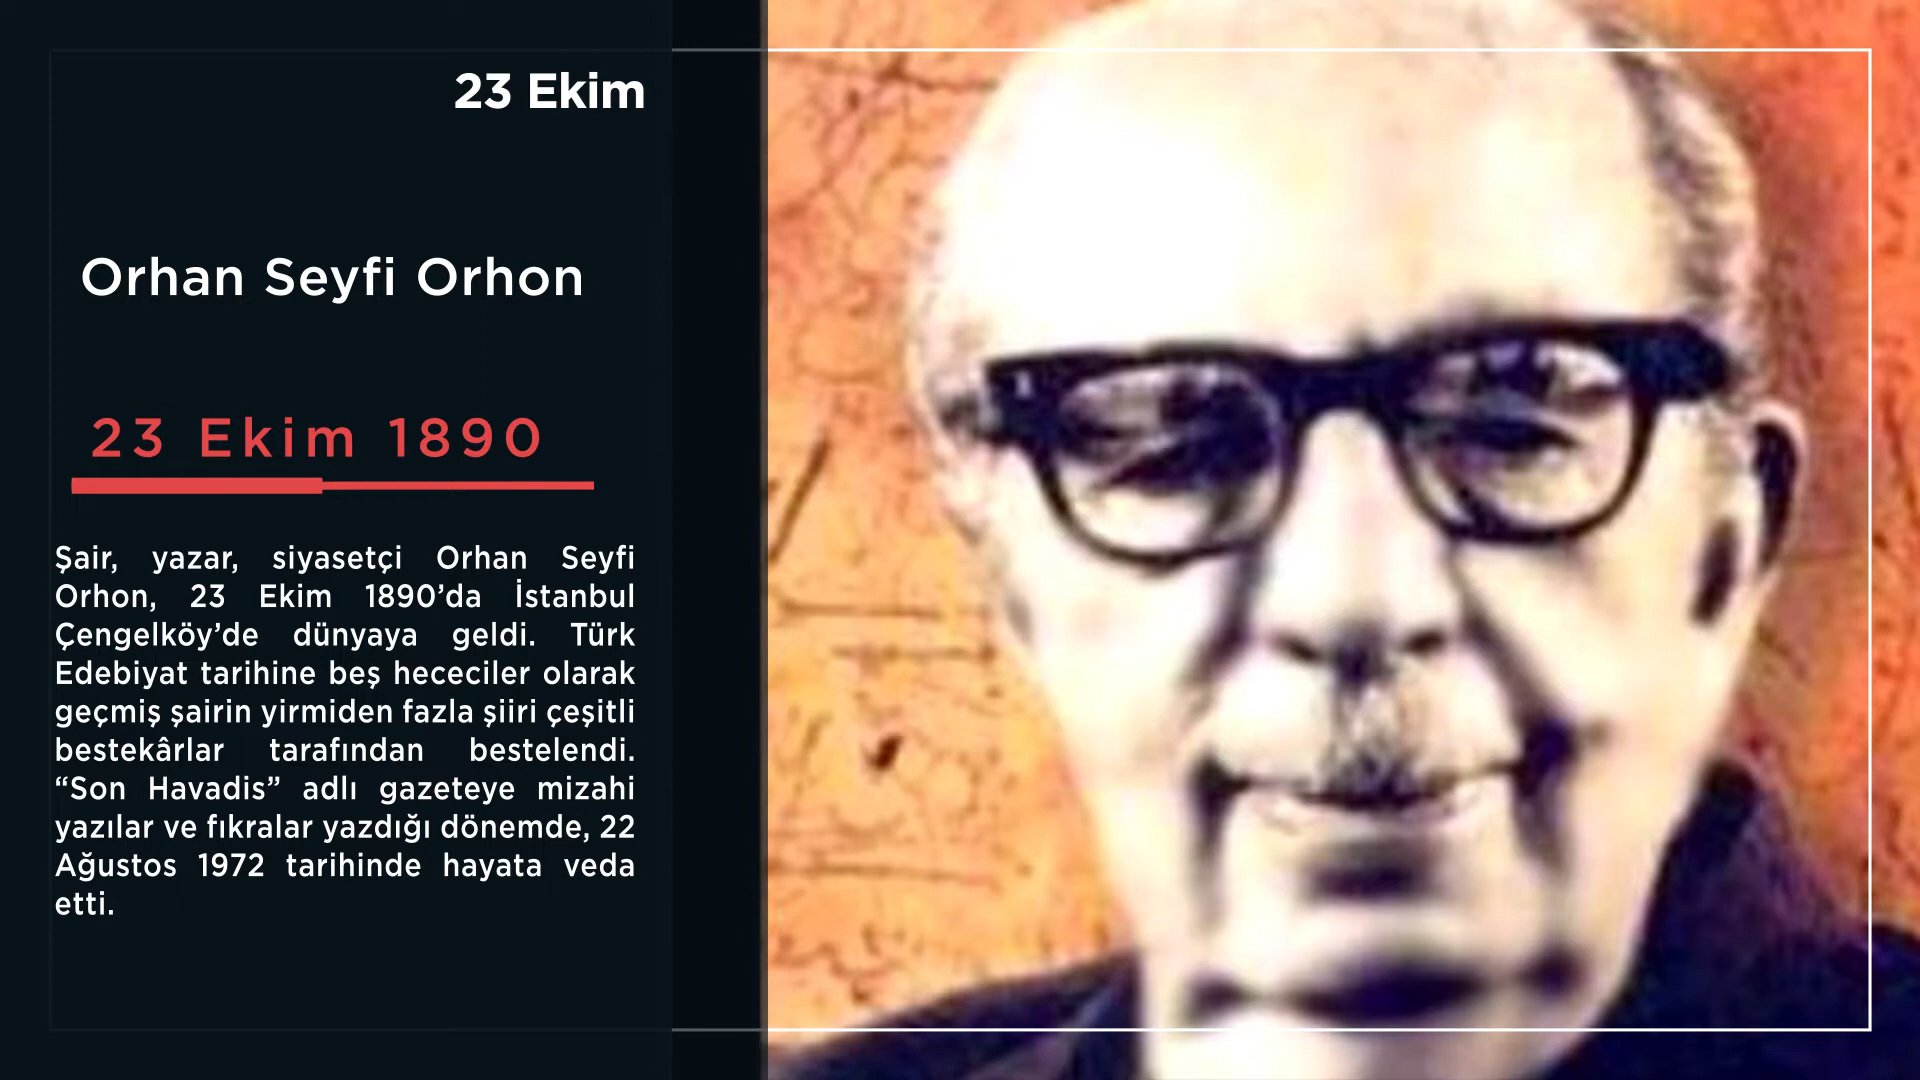 23 Ekim
Orhan Seyfi Orhon
23 Ekim 1890
Şair, yazar, siyasetçi Orhan Seyfi
Orhon, 23 Ekim 1890’da İstanbul
Çengelköy’de dünyaya geldi. Türk
Edebiyat tarihine beş hececiler olarak
geçmiş şairin yirmiden fazla şiiri çeşitli
bestekârlar tarafından bestelendi.
“Son Havadis” adlı gazeteye mizahi
yazılar ve fıkralar yazdığı dönemde, 22
Ağustos 1972 tarihinde hayata veda
etti.